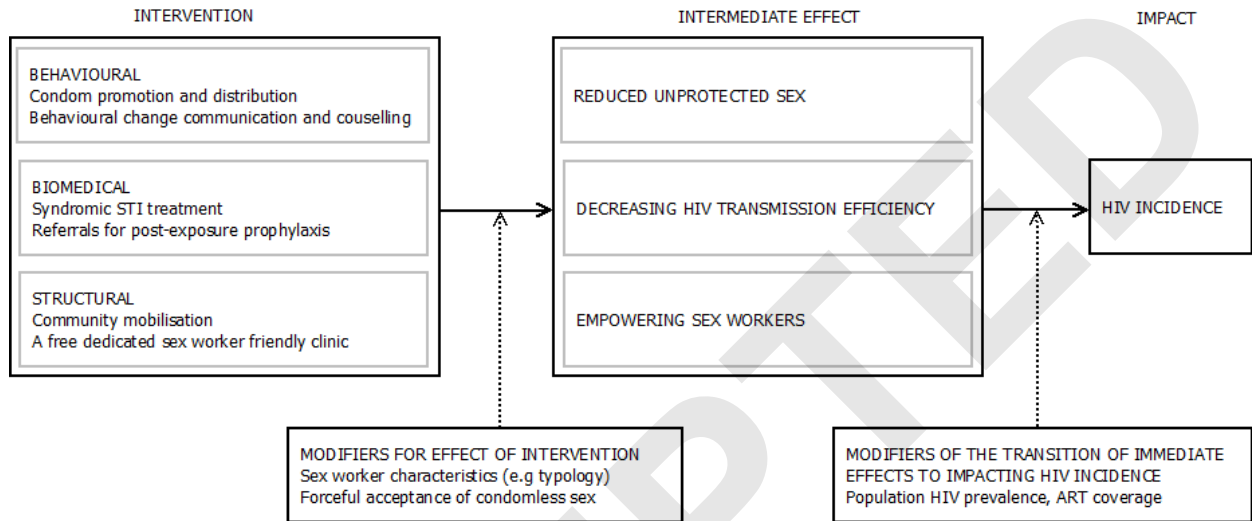 INTERVENTION
INTERMEDIATE EFFECT
IMPACT
BEHAVIOURAL
Condom promotion and distribution
Behavioural change communication and couselling
BIOMEDICAL
Syndromic STI treatment
Referrals for post-exposure prophylaxis
STRUCTURAL
Community mobilisation
A free dedicated sex worker friendly clinic
REDUCED UNPROTECTED SEX
DECREASING HIV TRANSMISSION EFFICIENCY
EMPOWERING SEX WORKERS
HIV INCIDENCE
MODIFIERS FOR EFFECT OF INTERVENTION
Sex worker characteristics (e.g typology)
Forceful acceptance of condomless sex
MODIFIERS OF THE TRANSITION OF IMMEDIATE
EFFECTS TO IMPACTING HIV INCIDENCE
Population HIV prevalence, ART coverage
PTED